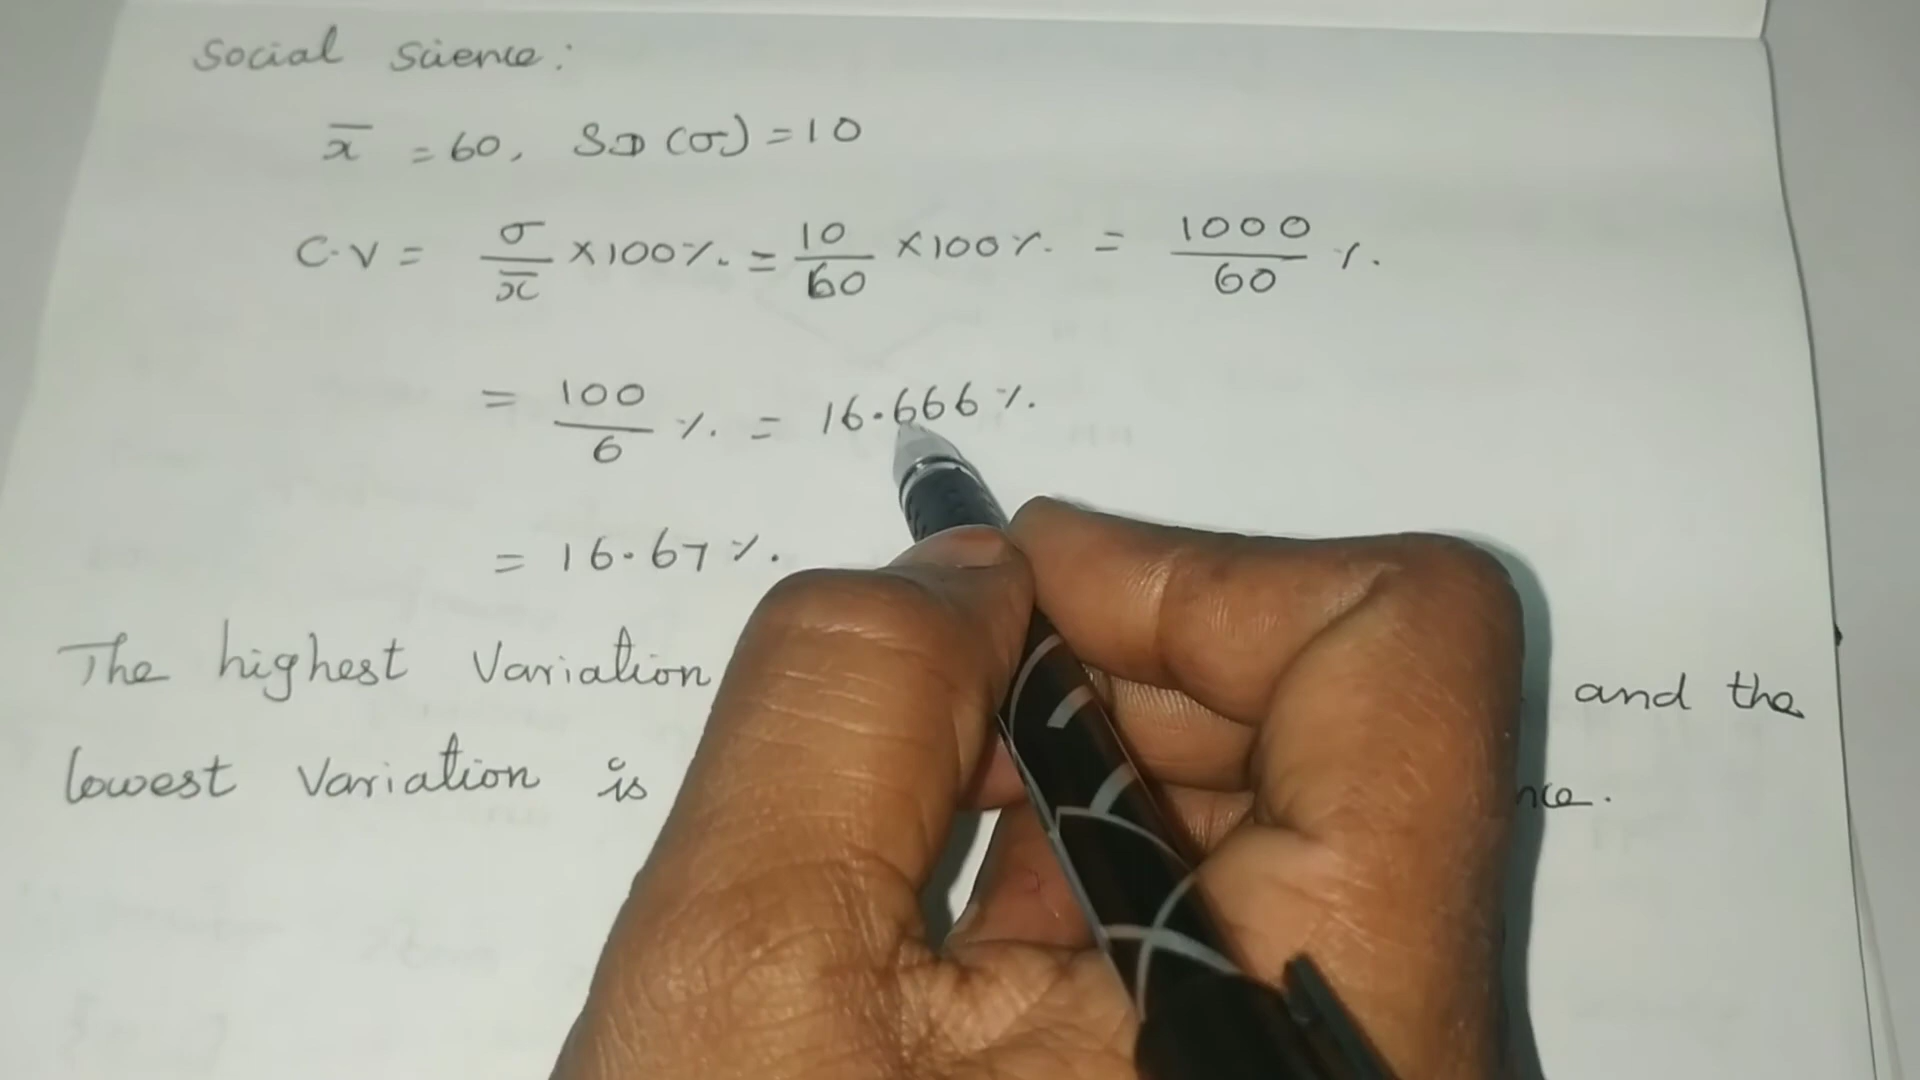 Social Science:
x̄ = 60, SD (σ) = 10
C.V = σ/x̄ × 100% = 10/60 × 100% = 1000/60 %.
= 100/6 % = 16.666 %
= 16.67 %.
The highest Variation and the
lowest Variation is